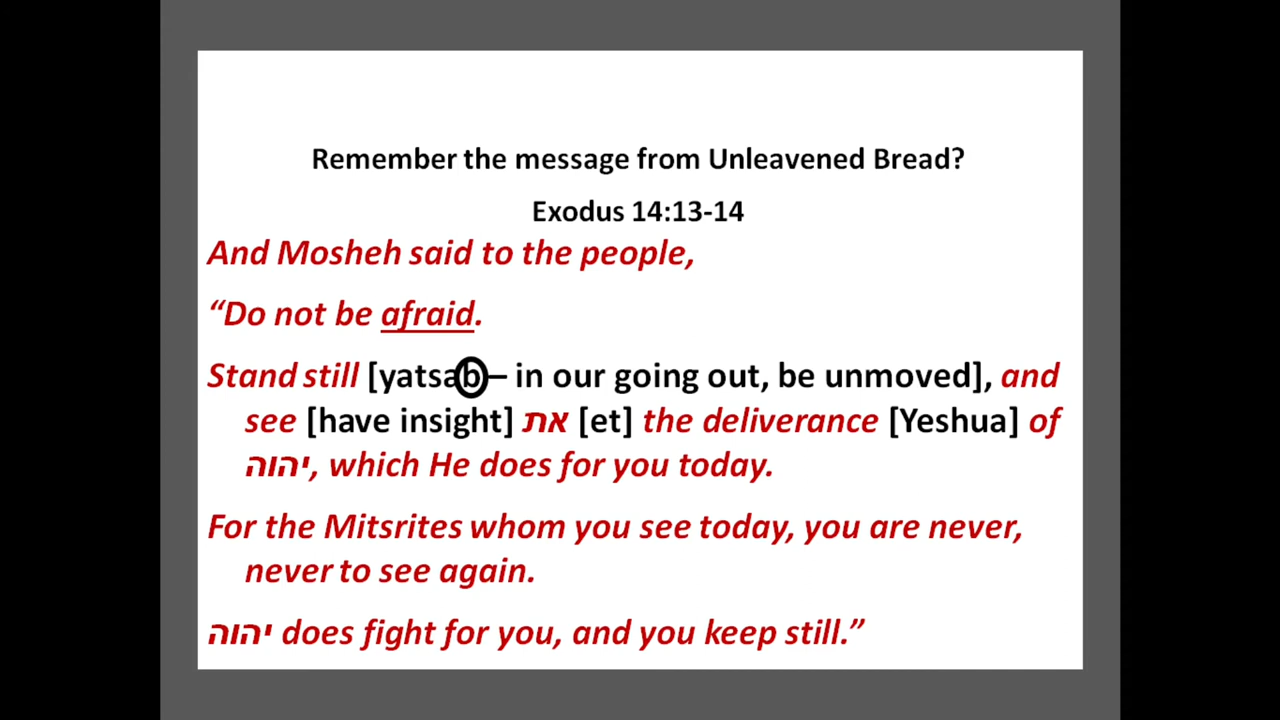 Remember the message from Unleavened Bread?
Exodus 14:13-14
And Mosheh said to the people,
“Do not be afraid.
Stand still [yatsab– in our going out, be unmoved], and
see [have insight] את [et] the deliverance [Yeshua] of
יהוה, which He does for you today.
For the Mitsrites whom you see today, you are never,
never to see again.
יהוה does fight for you, and you keep still.”